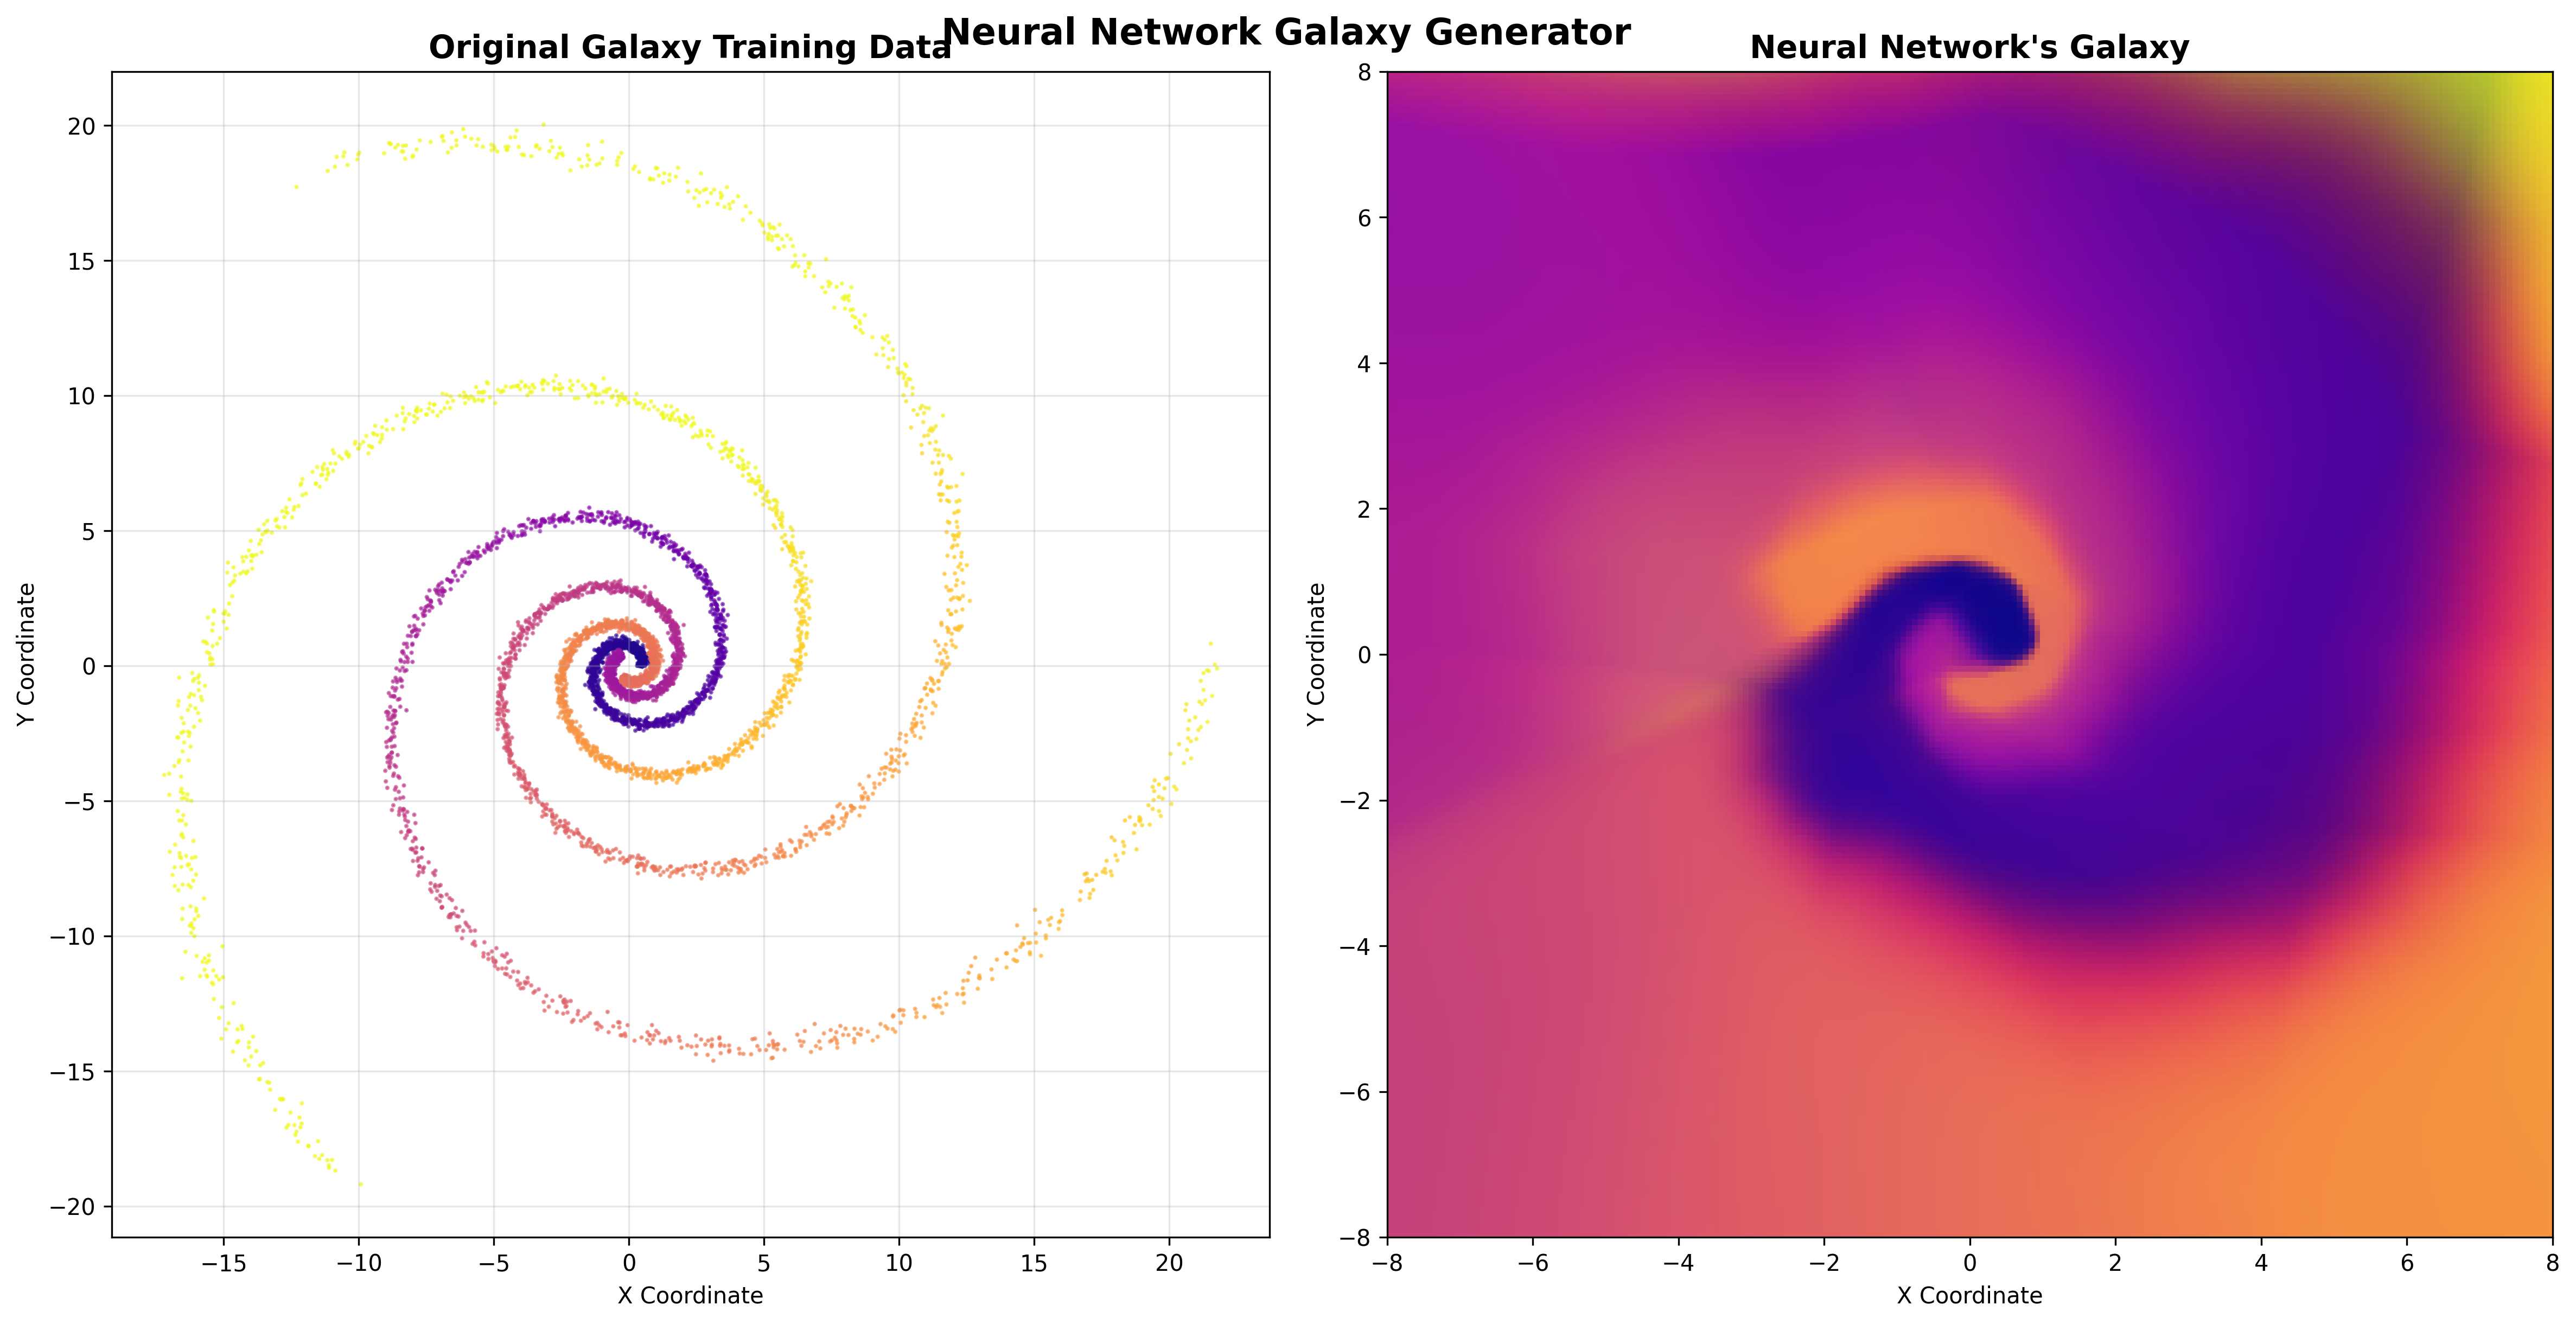 Neural Network Galaxy Generator
Original Galaxy Training Data
20
15
10
5
0
−5
−10
−15
−20
Y Coordinate
−15 −10 −5 0 5 10 15 20
X Coordinate
Neural Network's Galaxy
8
6
4
2
0
−2
−4
−6
−8
Y Coordinate
−8 −6 −4 −2 0 2 4 6 8
X Coordinate